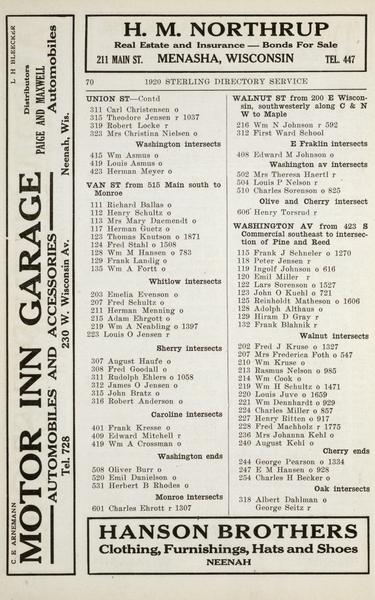 H. M. NORTHRUP
Real Estate and Insurance — Bonds For Sale
211 MAIN ST. MENASHA, WISCONSIN TEL. 447
C E ARNEMANN
L H BLEECKER
MOTOR INN GARAGE
Distributors
PAIGE AND MAXWELL
Automobiles
AUTOMOBILES AND ACCESSORIES
Tel. 728
230 W. Wisconsin Av.
Neenah, Wis.
70 1920 STERLING DIRECTORY SERVICE
UNION ST—Contd
311 Carl Christensen o
315 Theodore Jensen r 1037
319 Robert Locke r
323 Mrs Christina Nielsen o
Washington intersects
415 Wm Asmus o
419 Louis Asmus o
423 Herman Meyer o
VAN ST from 515 Main south to
Monroe
111 Richard Ballas o
112 Henry Schultz o
113 Mrs Mary Duemendt o
117 Herman Guetz o
123 Thomas Knutson o 1871
124 Fred Stahl o 1508
128 Wm M Hansen o 783
129 Frank Landig o
135 Wm A Fortt o
Whitlow intersects
203 Emelia Evenson o
207 Fred Schultz o
211 Herman Menning o
215 Adam Ehrgott o
219 Wm A Neabling o 1397
223 Louis O Jensen r
Sherry intersects
307 August Haufe o
308 Fred Goodall o
311 Rudolph Ehlers o 1058
312 James O Jensen o
315 John Bratz o
316 Robert Anderson o
Caroline intersects
401 Frank Kresse o
409 Edward Mitchell r
419 Wm A Crossman o
Washington ends
508 Oliver Burr o
520 Emil Danielson o
531 Herbert B Rhodes o
Monroe intersects
601 Charles Ehrott r 1307
WALNUT ST from 200 E Wiscon-
sin, southwesterly along C & N
W to Maple
216 Wm N Johnson r 592
312 First Ward School
E Fraklin intersects
408 Edward M Johnson o
Washington av intersects
502 Mrs Theresa Haertl r
504 Louis P Nelson r
510 Charles Sorenson o 825
Olive and Cherry intersect
606 Henry Torsrud r
WASHINGTON AV from 423 S
Commercial southeast to intersec-
tion of Pine and Reed
115 Frank J Schneler o 1270
118 Peter Jensen r
119 Ingolf Johnson o 616
120 Emil Miller r
122 Lars Sorenson o 1527
123 John O Kuehl o 721
125 Reinholdt Matheson o 1606
128 Adolph Althaus o
129 Hiram D Gray r
132 Frank Blahnik r
Walnut intersects
202 Fred J Kruse o 1327
207 Mrs Frederica Foth o 547
210 Wm Kruse o
213 Rasmus Nelson o 985
214 Wm Cook o
219 Wm H Schultz o 1471
220 Louis Juve o 1659
221 Wm Dennhardt o 929
224 Charles Miller o 857
227 Henry Ritten o 917
228 Fred Machholz r 1775
236 Mrs Johanna Kehl o
240 August Kehl o
Cherry ends
244 George Pearson o 1334
247 E M Hansen o 928
254 Charles H Becker o
Oak intersects
318 Albert Dahlman o
George Seitz r
HANSON BROTHERS
Clothing, Furnishings, Hats and Shoes
NEENAH